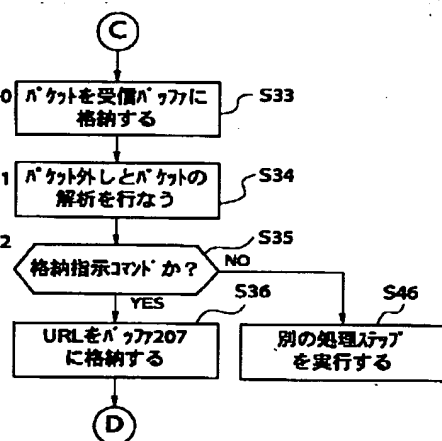 C
0
パケットを受信バッファに
格納する
S33
1
パケット外しとパケットの
解析を行なう
S34
2
格納指示コマンドか？
S35
NO
YES
URLをバッファ207
に格納する
S36
別の処理ステップ
を実行する
S46
D